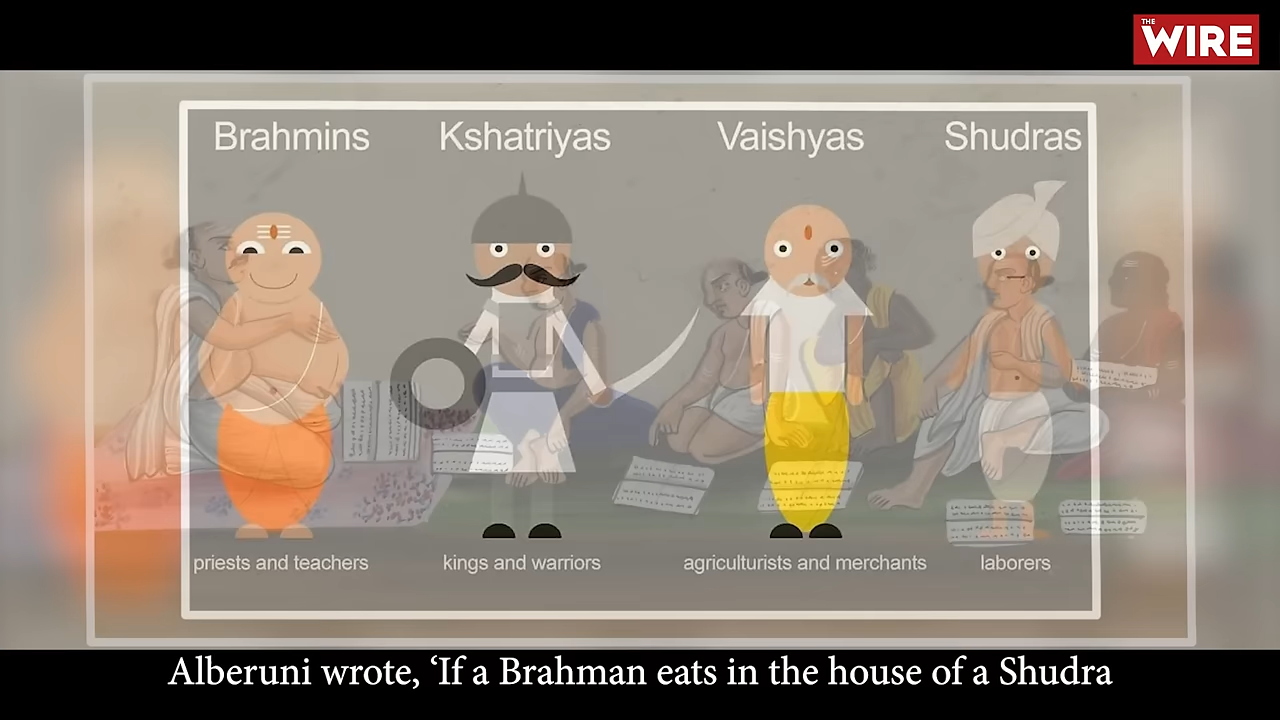 THE
WIRE
Brahmins Kshatriyas Vaishyas Shudras
priests and teachers kings and warriors agriculturists and merchants laborers
Alberuni wrote, ‘If a Brahman eats in the house of a Shudra